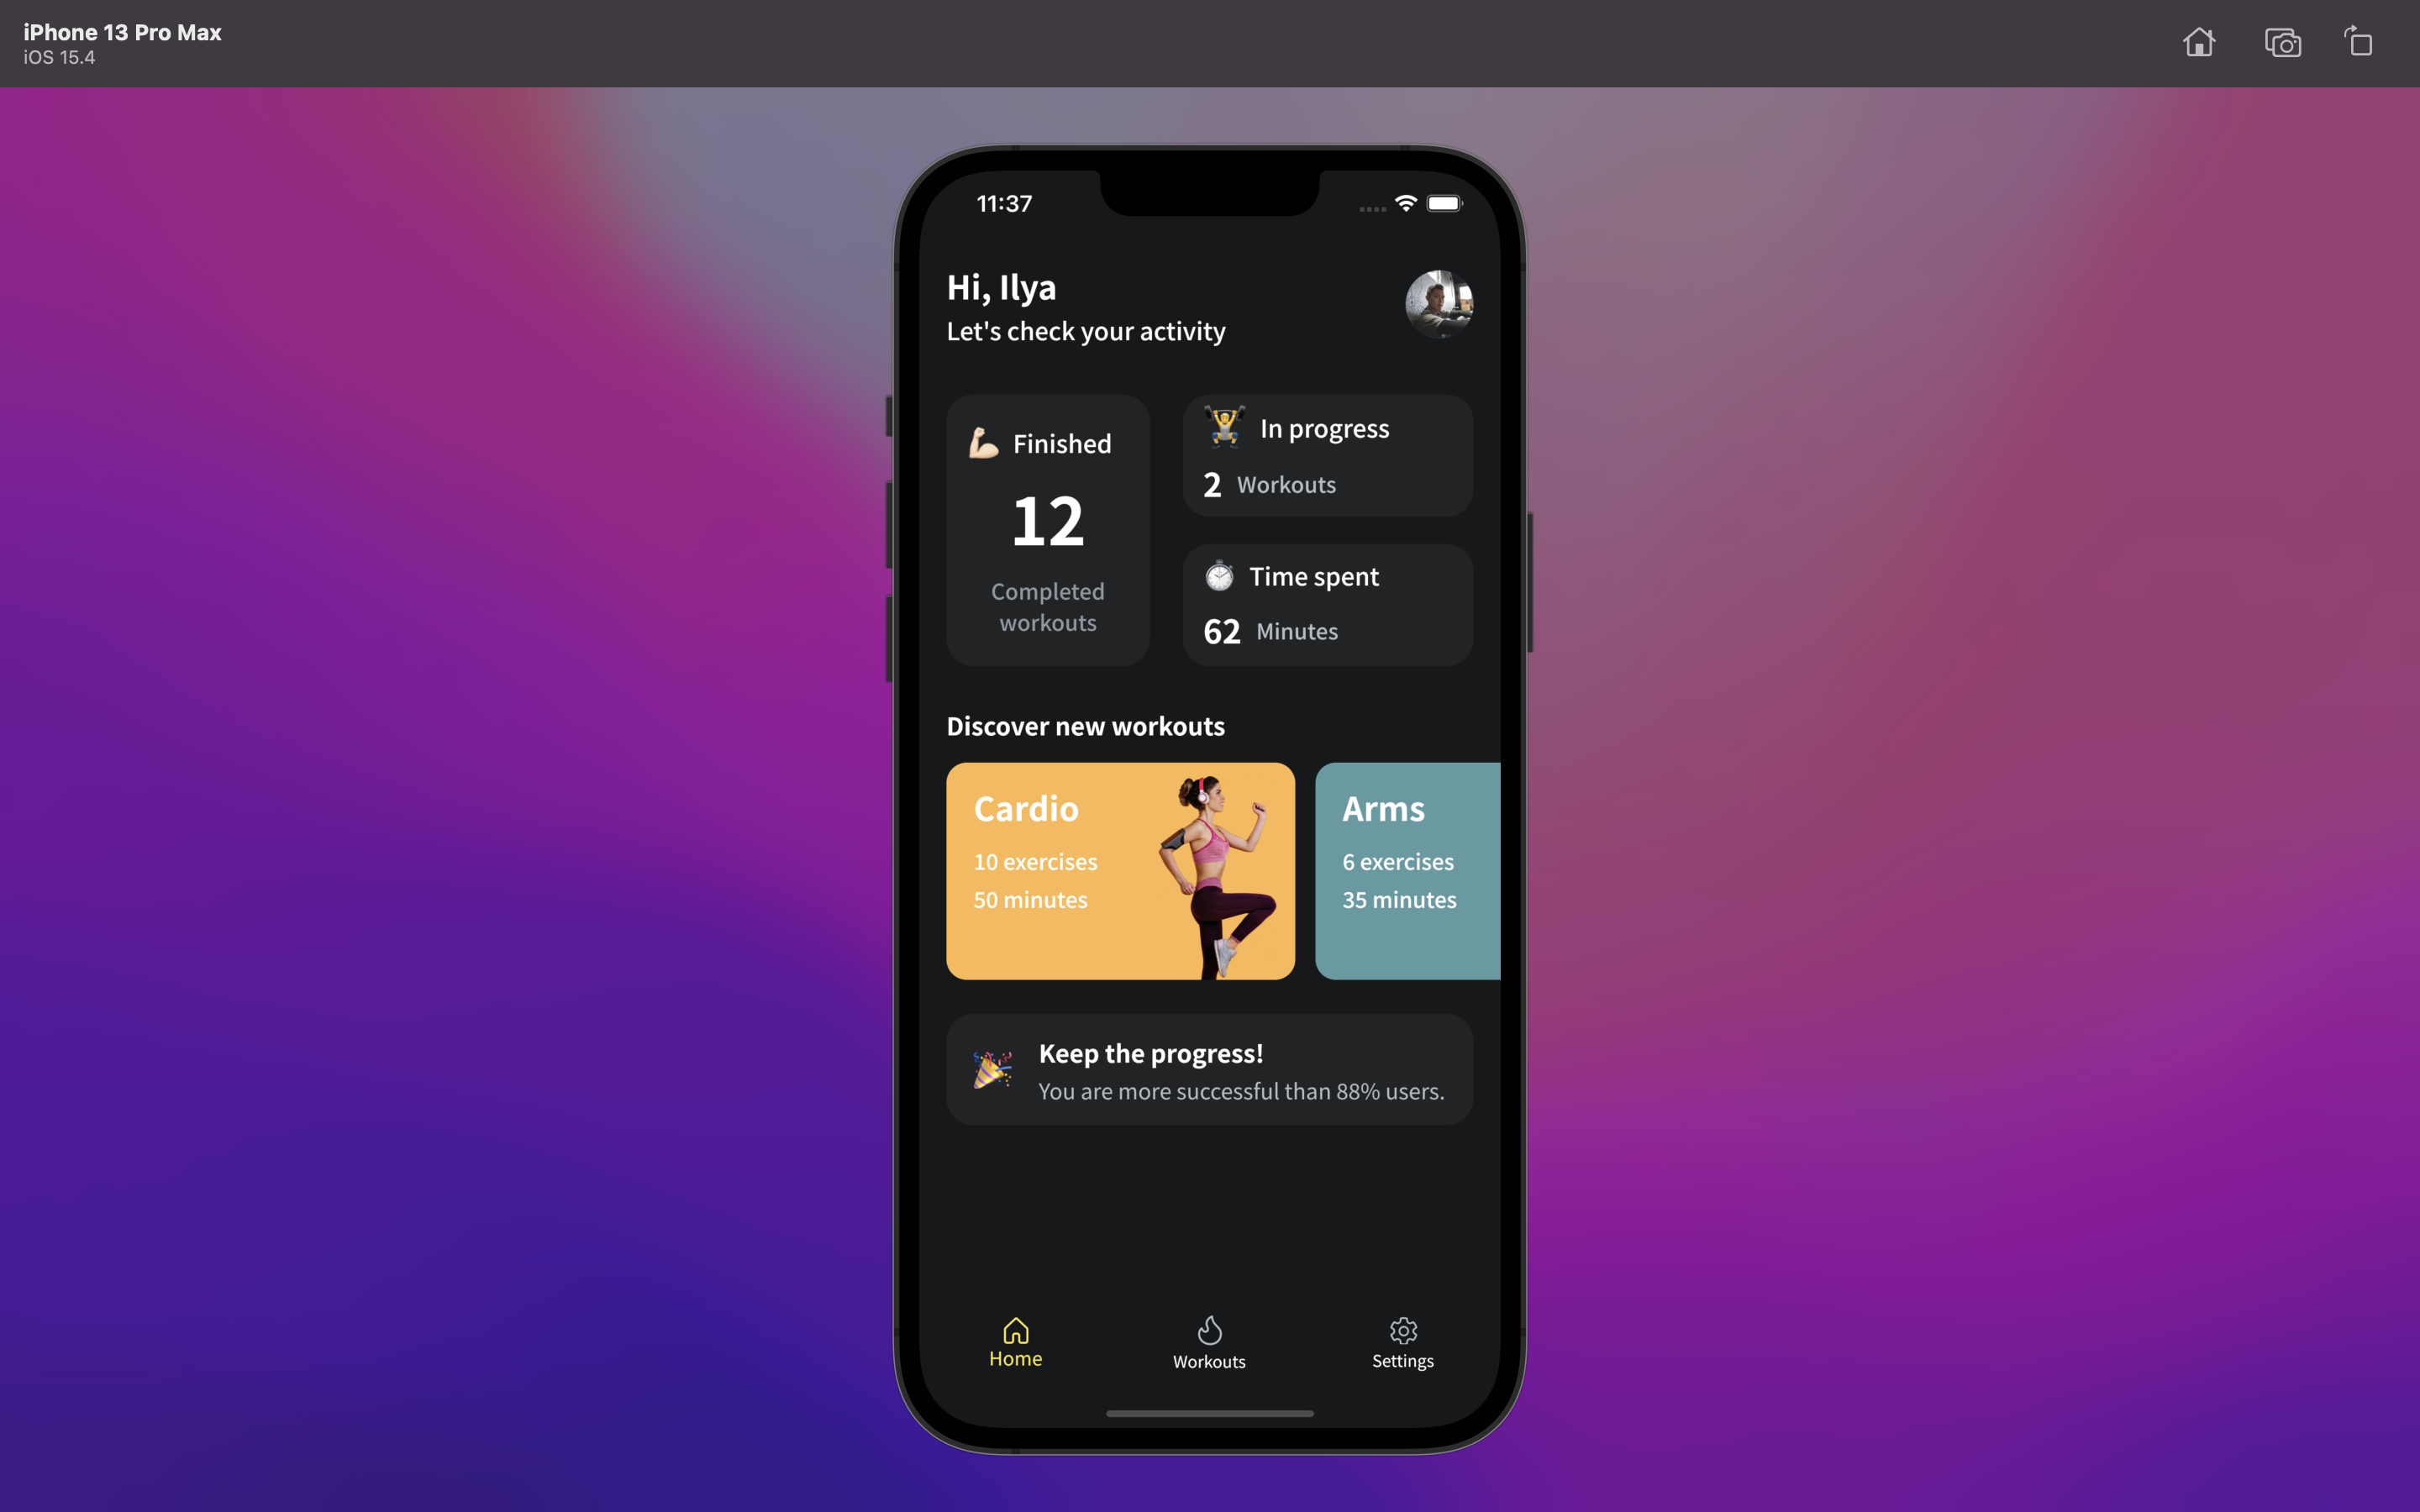 iPhone 13 Pro Max
iOS 15.4
11:37
Hi, Ilya
Let's check your activity
Finished
12
Completed
workouts
In progress
2 Workouts
Time spent
62 Minutes
Discover new workouts
Cardio
10 exercises
50 minutes
Arms
6 exercises
35 minutes
Keep the progress!
You are more successful than 88% users.
Home
Workouts
Settings